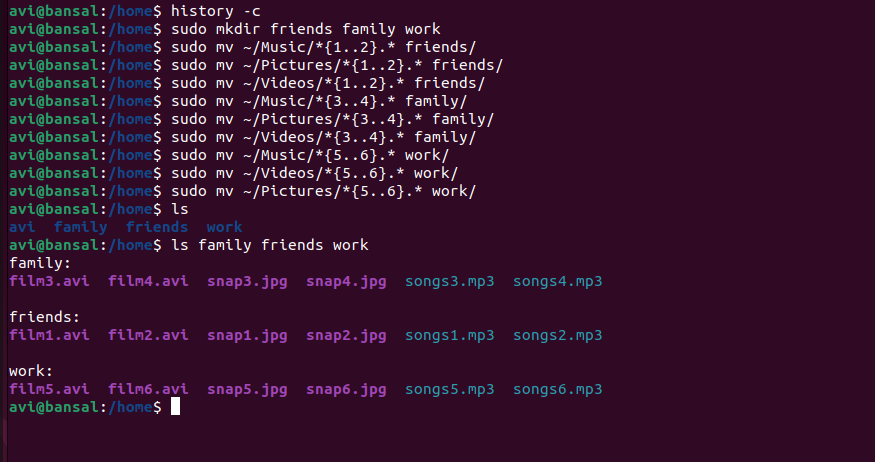 avi@bansal:/home$ history -c
avi@bansal:/home$ sudo mkdir friends family work
avi@bansal:/home$ sudo mv ~/Music/*{1..2}.* friends/
avi@bansal:/home$ sudo mv ~/Pictures/*{1..2}.* friends/
avi@bansal:/home$ sudo mv ~/Videos/*{1..2}.* friends/
avi@bansal:/home$ sudo mv ~/Music/*{3..4}.* family/
avi@bansal:/home$ sudo mv ~/Pictures/*{3..4}.* family/
avi@bansal:/home$ sudo mv ~/Videos/*{3..4}.* family/
avi@bansal:/home$ sudo mv ~/Music/*{5..6}.* work/
avi@bansal:/home$ sudo mv ~/Videos/*{5..6}.* work/
avi@bansal:/home$ sudo mv ~/Pictures/*{5..6}.* work/
avi@bansal:/home$ ls
avi  family  friends  work
avi@bansal:/home$ ls family friends work
family:
film3.avi  film4.avi  snap3.jpg  snap4.jpg  songs3.mp3  songs4.mp3

friends:
film1.avi  film2.avi  snap1.jpg  snap2.jpg  songs1.mp3  songs2.mp3

work:
film5.avi  film6.avi  snap5.jpg  snap6.jpg  songs5.mp3  songs6.mp3
avi@bansal:/home$